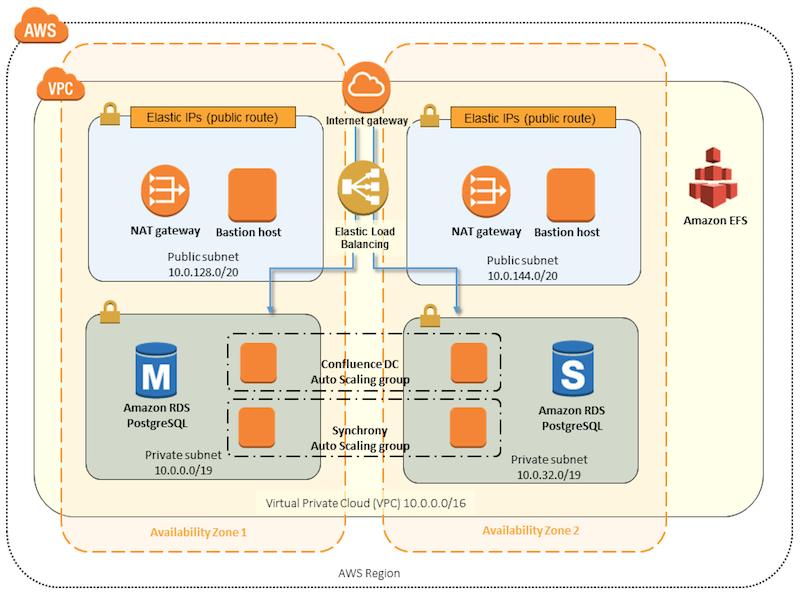 AWS
VPC
Elastic IPs (public route)
Internet gateway
Elastic IPs (public route)
NAT gateway
Bastion host
Public subnet
10.0.128.0/20
Elastic Load
Balancing
NAT gateway
Bastion host
Public subnet
10.0.144.0/20
Amazon EFS
M
Amazon RDS
PostgreSQL
Private subnet
10.0.0.0/19
Confluence DC
Auto Scaling group
Synchrony
Auto Scaling group
S
Amazon RDS
PostgreSQL
Private subnet
10.0.32.0/19
Virtual Private Cloud (VPC) 10.0.0.0/16
Availability Zone 1
Availability Zone 2
AWS Region